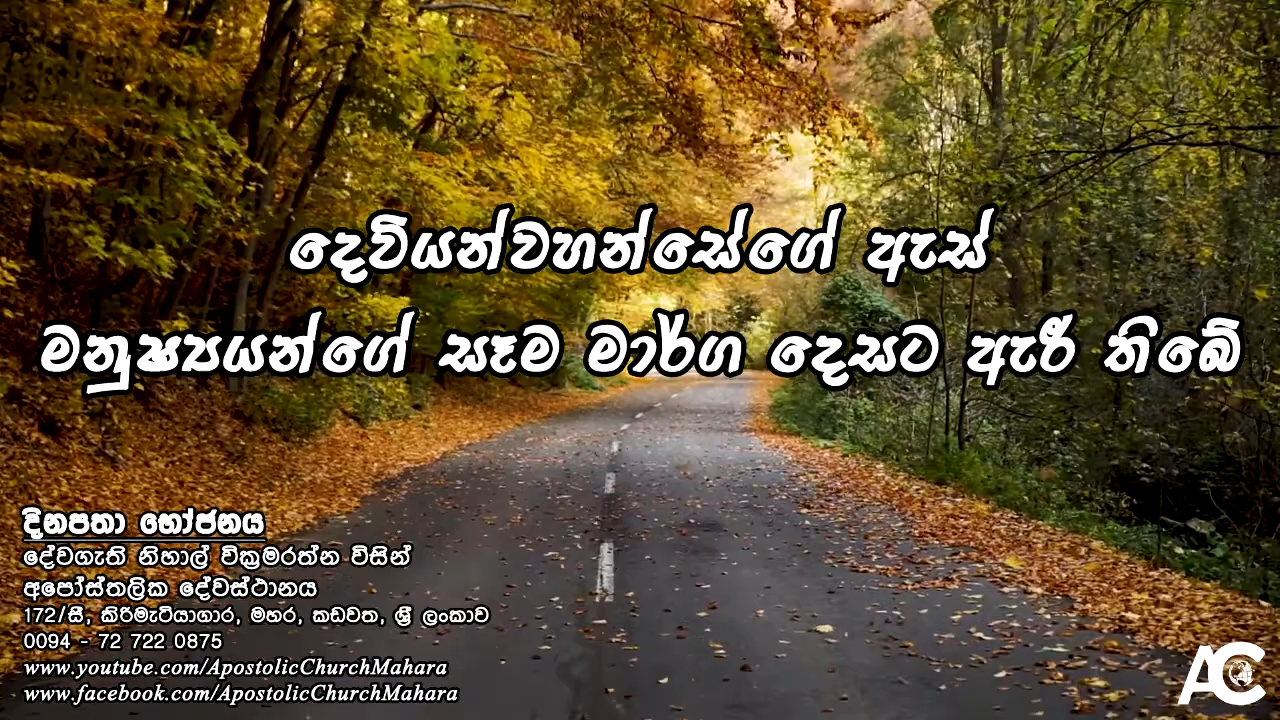 දෙවියන්වහන්සේගේ ඇස්
මනුෂ්‍යයන්ගේ සෑම මාර්ග දෙසට ඇරී තිබේ
දිනපතා භෝජනය
දේවගැති නිහාල් වික්‍රමරත්න විසින්
අපෝස්තලික දේවස්ථානය
172/සී, කිරිමැටියාගාර, මහර, කඩවත, ශ්‍රී ලංකාව
0094 - 72 722 0875
www.youtube.com/ApostolicChurchMahara
www.facebook.com/ApostolicChurchMahara
AC